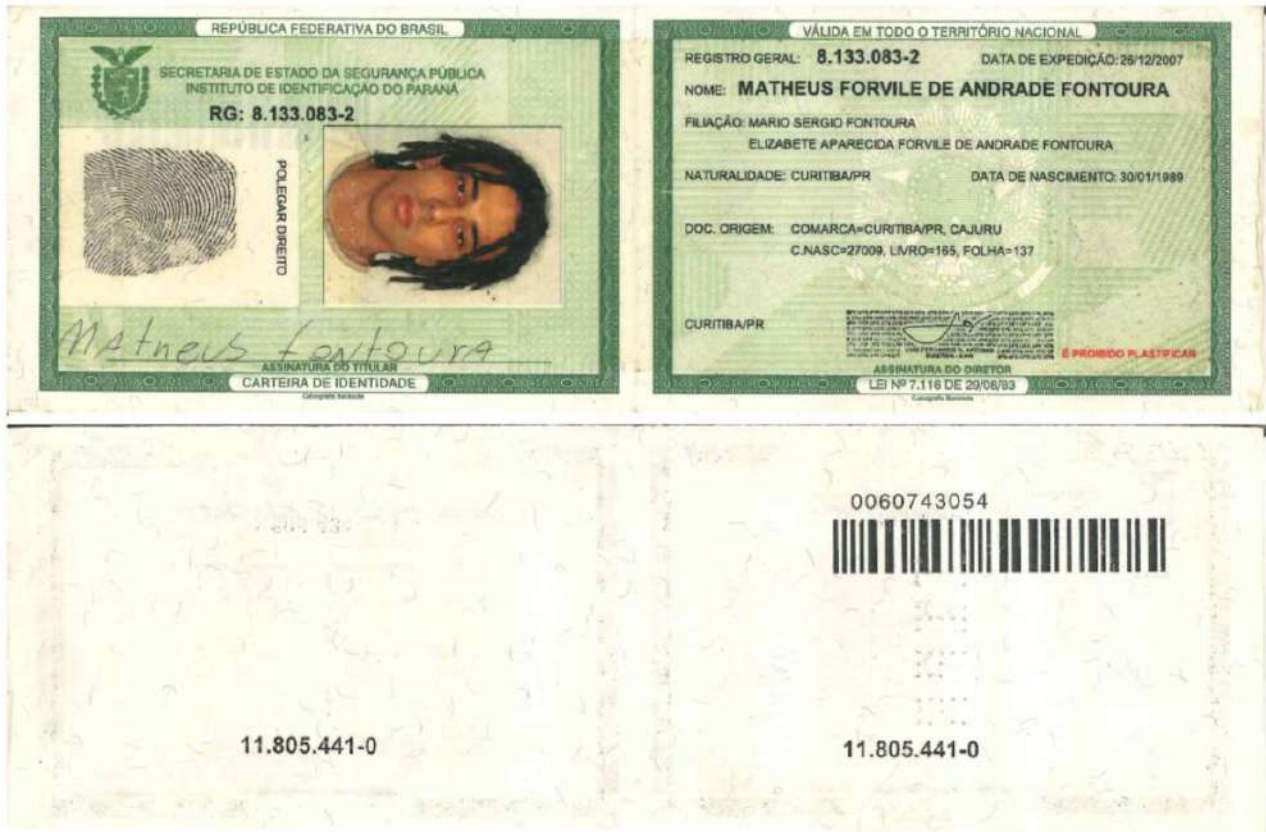 REPÚBLICA FEDERATIVA DO BRASIL
SECRETARIA DE ESTADO DA SEGURANÇA PÚBLICA
INSTITUTO DE IDENTIFICAÇÃO DO PARANÁ
RG: 8.133.083-2
POLEGAR DIREITO
Matheus Fontoura
ASSINATURA DO TITULAR
CARTEIRA DE IDENTIDADE
VÁLIDA EM TODO O TERRITÓRIO NACIONAL
REGISTRO GERAL: 8.133.083-2 DATA DE EXPEDIÇÃO: 26/12/2007
NOME: MATHEUS FORVILE DE ANDRADE FONTOURA
FILIAÇÃO: MARIO SERGIO FONTOURA
ELIZABETE APARECIDA FORVILE DE ANDRADE FONTOURA
NATURALIDADE: CURITIBA/PR DATA DE NASCIMENTO: 30/01/1989
DOC. ORIGEM: COMARCA=CURITIBA/PR, CAJURU
C.NASC=27009, LIVRO=165, FOLHA=137
CURITIBA/PR
É PROIBIDO PLASTIFICAR
ASSINATURA DO DIRETOR
LEI Nº 7.116 DE 29/08/83
0060743054
11.805.441-0
11.805.441-0